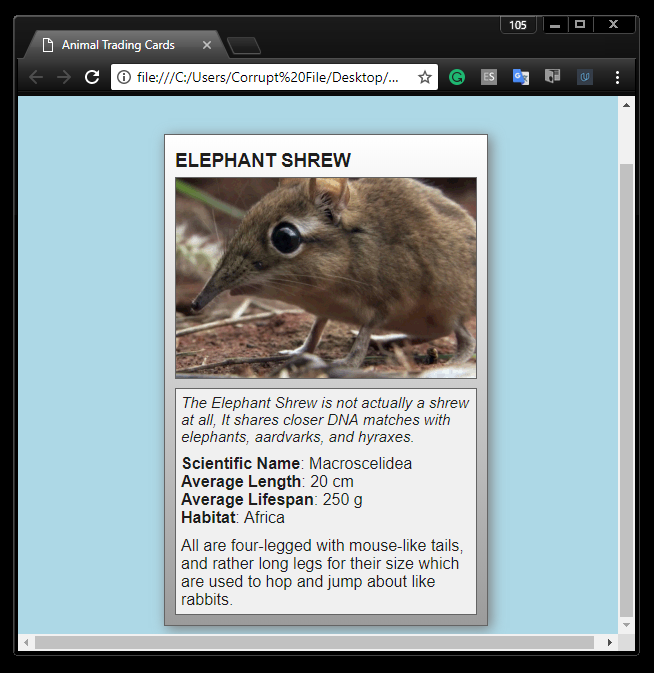 105
Animal Trading Cards
file:///C:/Users/Corrupt%20File/Desktop/...
ES
ELEPHANT SHREW
The Elephant Shrew is not actually a shrew
at all, It shares closer DNA matches with
elephants, aardvarks, and hyraxes.
Scientific Name: Macroscelidea
Average Length: 20 cm
Average Lifespan: 250 g
Habitat: Africa
All are four-legged with mouse-like tails,
and rather long legs for their size which
are used to hop and jump about like
rabbits.